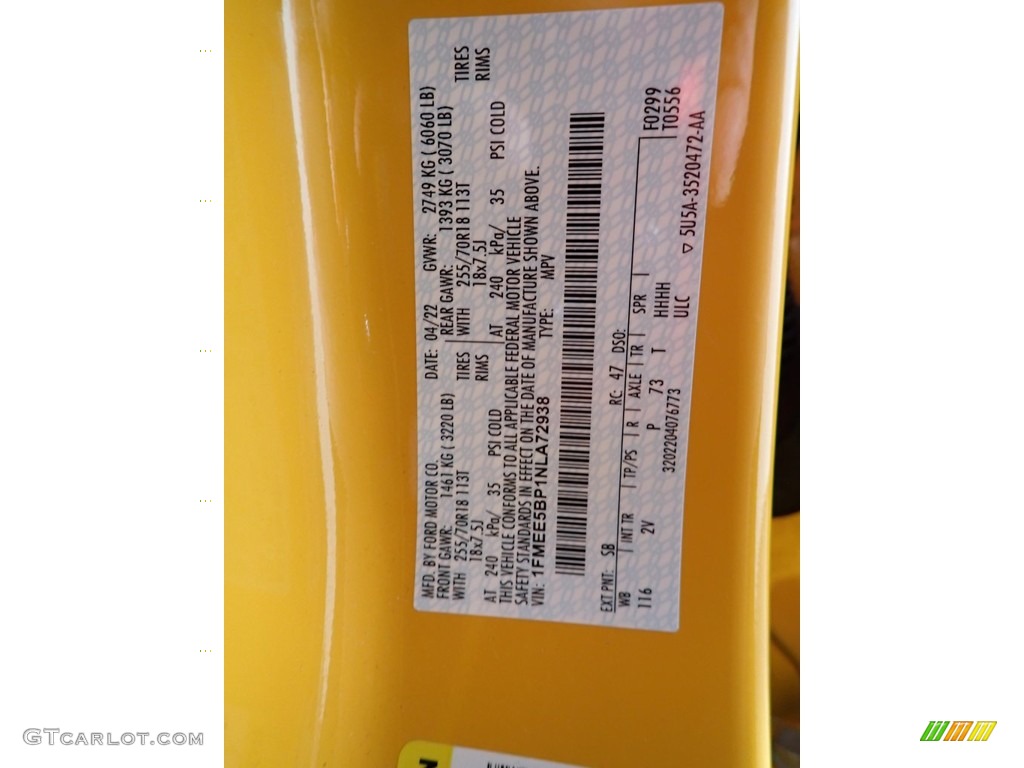 MFD. BY FORD MOTOR CO. DATE: 04/22 GVWR: 2749 KG ( 6060 LB)
FRONT GAWR: 1461 KG ( 3220 LB) REAR GAWR: 1393 KG ( 3070 LB)
WITH 255/70R18 113T TIRES WITH 255/70R18 113T TIRES
18x7.5J RIMS 18x7.5J RIMS
AT 240 kPa/ 35 PSI COLD AT 240 kPa/ 35 PSI COLD
THIS VEHICLE CONFORMS TO ALL APPLICABLE FEDERAL MOTOR VEHICLE
SAFETY STANDARDS IN EFFECT ON THE DATE OF MANUFACTURE SHOWN ABOVE.
VIN: 1FMEE5BP1NLA72938 TYPE: MPV
EXT PNT: SB RC: 47 DSO: F0299
WB INT TR TP/PS R AXLE TR SPR T0556
116 2V P 73 T HHHH
ULC
3202204076773 ▽ 5U5A-3520472-AA
GTCARLOT.COM